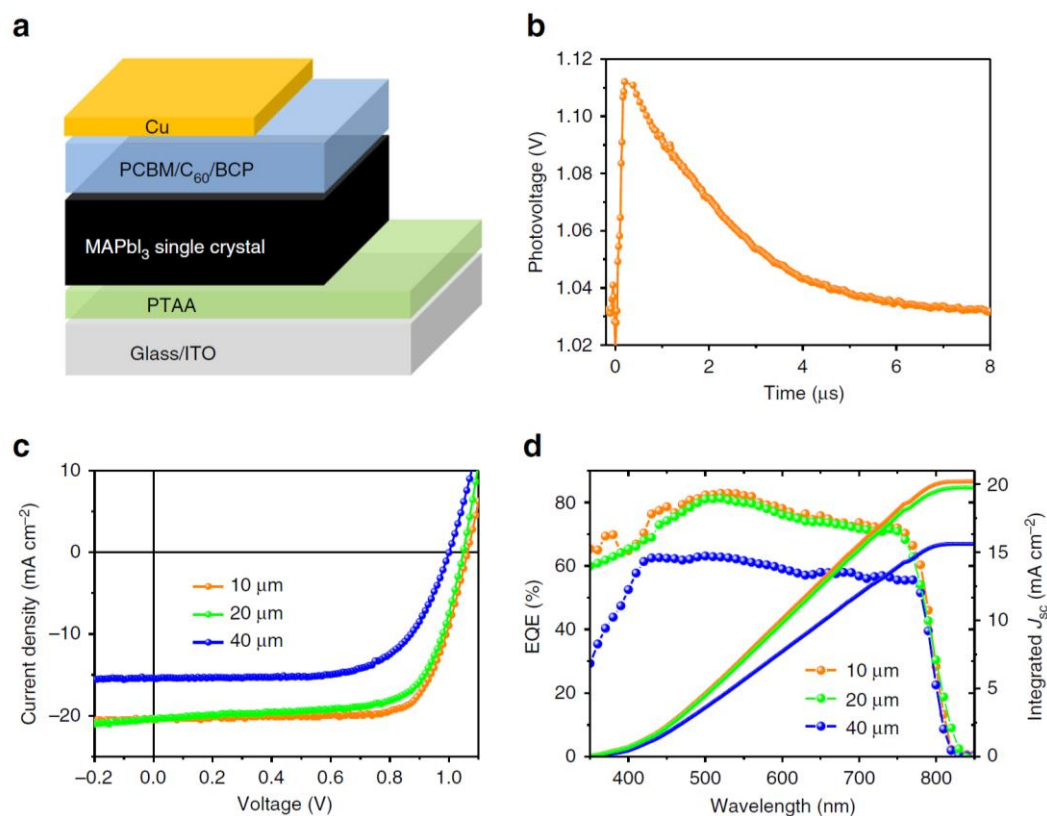 a
Cu
PCBM/C₆₀/BCP
MAPbI₃ single crystal
PTAA
Glass/ITO
b
1.12
1.10
1.08
1.06
1.04
1.02
Photovoltage (V)
0 2 4 6 8
Time (μs)
c
10
0
−10
−20
Current density (mA cm⁻²)
10 μm
20 μm
40 μm
−0.2 0.0 0.2 0.4 0.6 0.8 1.0
Voltage (V)
d
80
60
40
20
0
EQE (%)
20
15
10
5
0
Integrated Jsc (mA cm⁻²)
10 μm
20 μm
40 μm
400 500 600 700 800
Wavelength (nm)